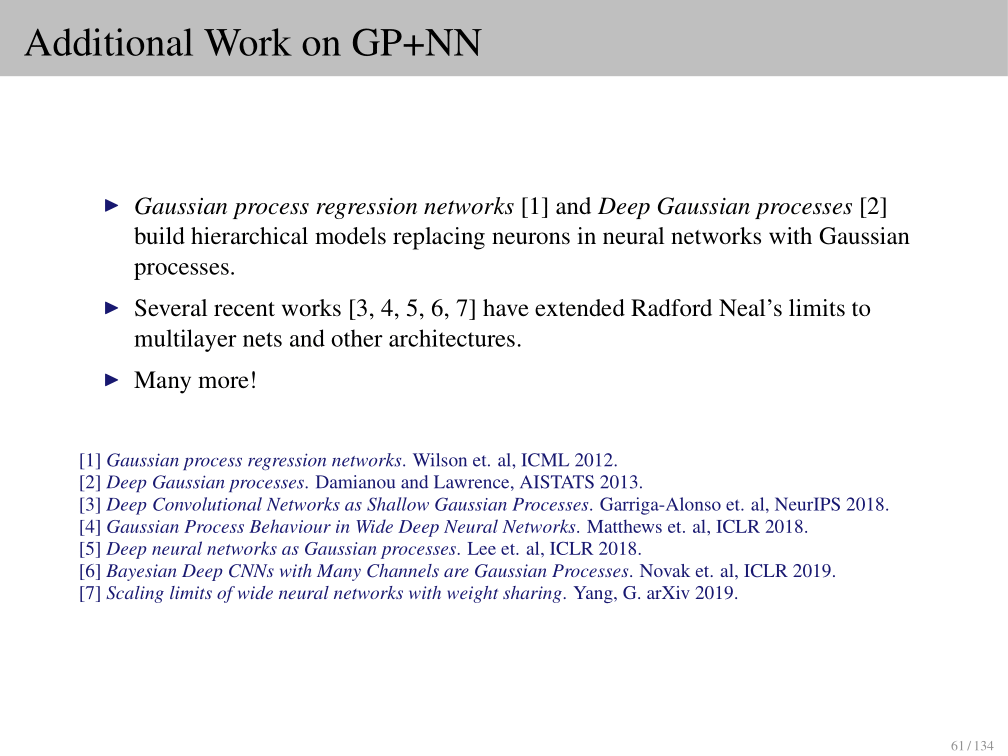 Additional Work on GP+NN
▶ Gaussian process regression networks [1] and Deep Gaussian processes [2]
build hierarchical models replacing neurons in neural networks with Gaussian
processes.
▶ Several recent works [3, 4, 5, 6, 7] have extended Radford Neal's limits to
multilayer nets and other architectures.
▶ Many more!
[1] Gaussian process regression networks. Wilson et. al, ICML 2012.
[2] Deep Gaussian processes. Damianou and Lawrence, AISTATS 2013.
[3] Deep Convolutional Networks as Shallow Gaussian Processes. Garriga-Alonso et. al, NeurIPS 2018.
[4] Gaussian Process Behaviour in Wide Deep Neural Networks. Matthews et. al, ICLR 2018.
[5] Deep neural networks as Gaussian processes. Lee et. al, ICLR 2018.
[6] Bayesian Deep CNNs with Many Channels are Gaussian Processes. Novak et. al, ICLR 2019.
[7] Scaling limits of wide neural networks with weight sharing. Yang, G. arXiv 2019.
61 / 134